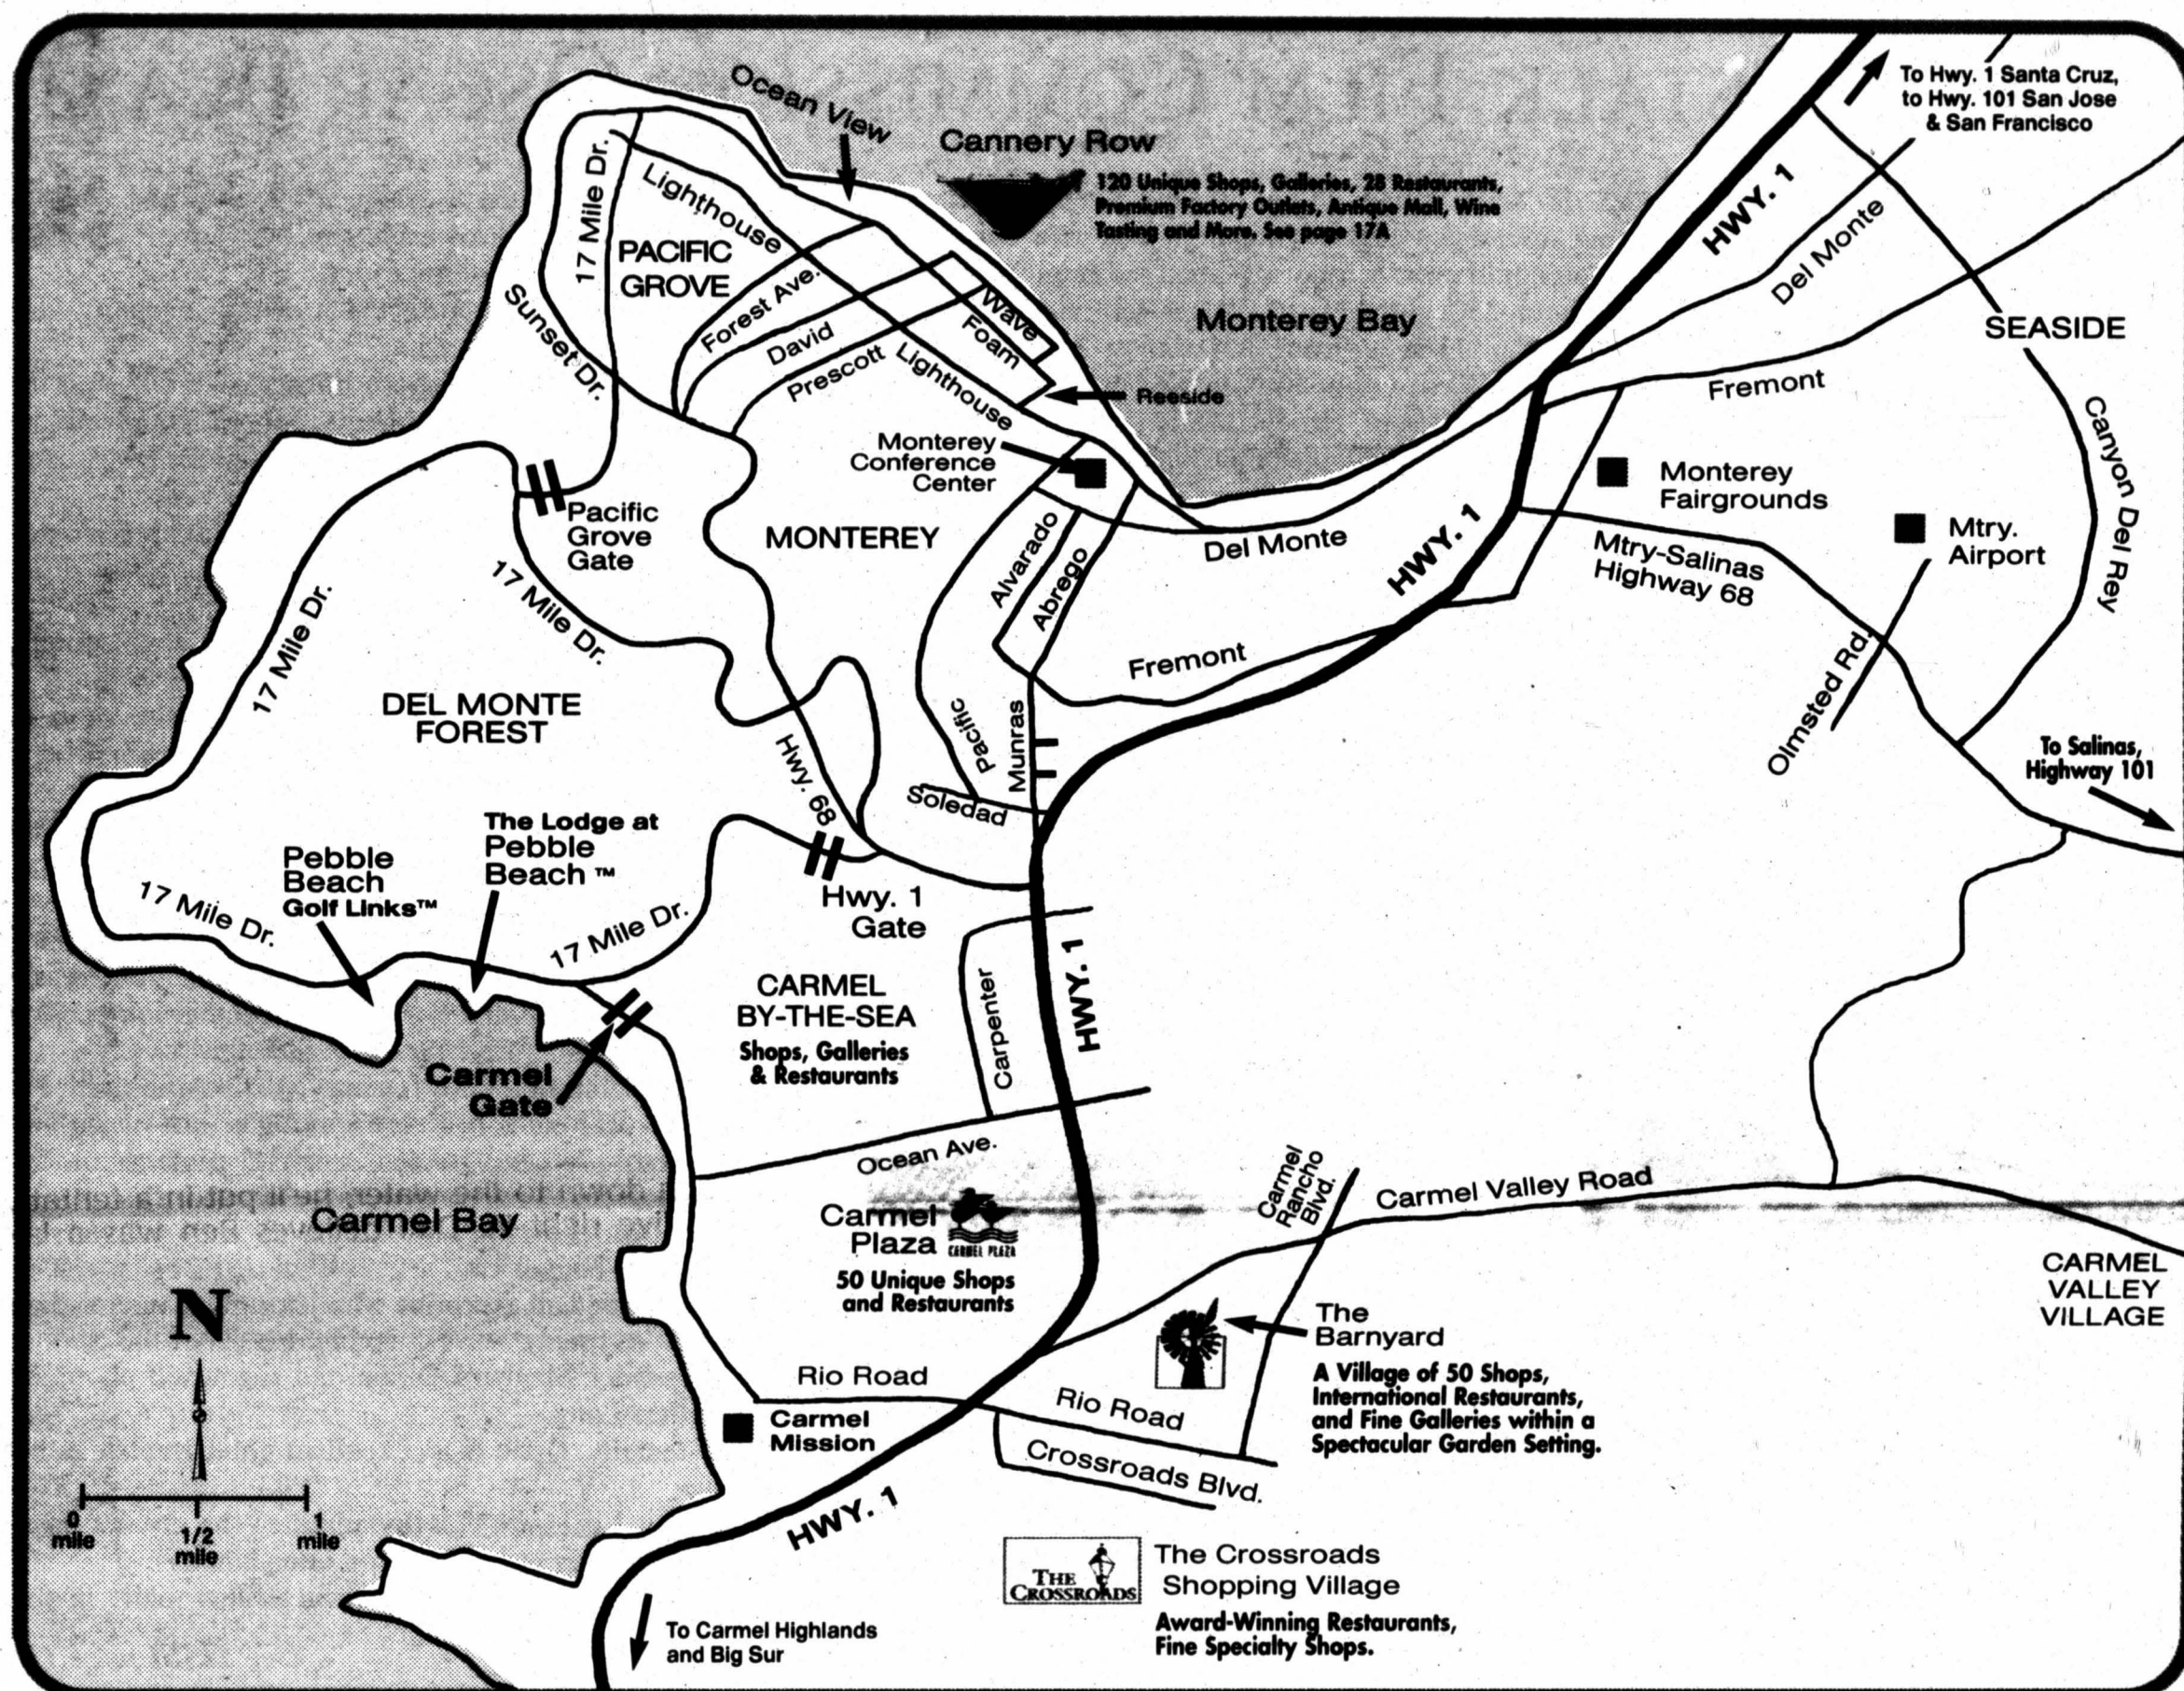 To Hwy. 1 Santa Cruz,
to Hwy. 101 San Jose
& San Francisco
Ocean View
Cannery Row
120 Unique Shops, Galleries, 28 Restaurants,
Premium Factory Outlets, Antique Mall, Wine
Tasting and More. See page 17A
HWY. 1
Del Monte
17 Mile Dr.
Lighthouse
PACIFIC
GROVE
Forest Ave.
David
Prescott
Lighthouse
Wave
Foam
Reeside
Sunset Dr.
Monterey Bay
SEASIDE
Fremont
Canyon Del Rey
Monterey
Conference
Center
Monterey
Fairgrounds
Mtry.
Airport
Pacific
Grove
Gate
MONTEREY
Alvarado
Abrego
Del Monte
HWY. 1
Mtry-Salinas
Highway 68
17 Mile Dr.
17 Mile Dr.
Fremont
Olmsted Rd.
DEL MONTE
FOREST
Hwy. 68
Pacific
Munras
Soledad
To Salinas,
Highway 101
The Lodge at
Pebble
Beach ™
Pebble
Beach
Golf Links™
17 Mile Dr.
17 Mile Dr.
Hwy. 1
Gate
CARMEL
BY-THE-SEA
Shops, Galleries
& Restaurants
Carpenter
HWY. 1
Carmel
Gate
Ocean Ave.
Carmel
Rancho
Blvd.
Carmel Valley Road
Carmel Bay
Carmel
Plaza
CARMEL PLAZA
50 Unique Shops
and Restaurants
CARMEL
VALLEY
VILLAGE
N
The
Barnyard
A Village of 50 Shops,
International Restaurants,
and Fine Galleries within a
Spectacular Garden Setting.
Rio Road
Rio Road
Carmel
Mission
Crossroads Blvd.
HWY. 1
0
mile
1/2
mile
1
mile
THE
CROSSROADS
The Crossroads
Shopping Village
Award-Winning Restaurants,
Fine Specialty Shops.
To Carmel Highlands
and Big Sur